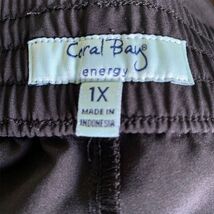 Coral Bay®
energy
1X
MADE IN
INDONESIA